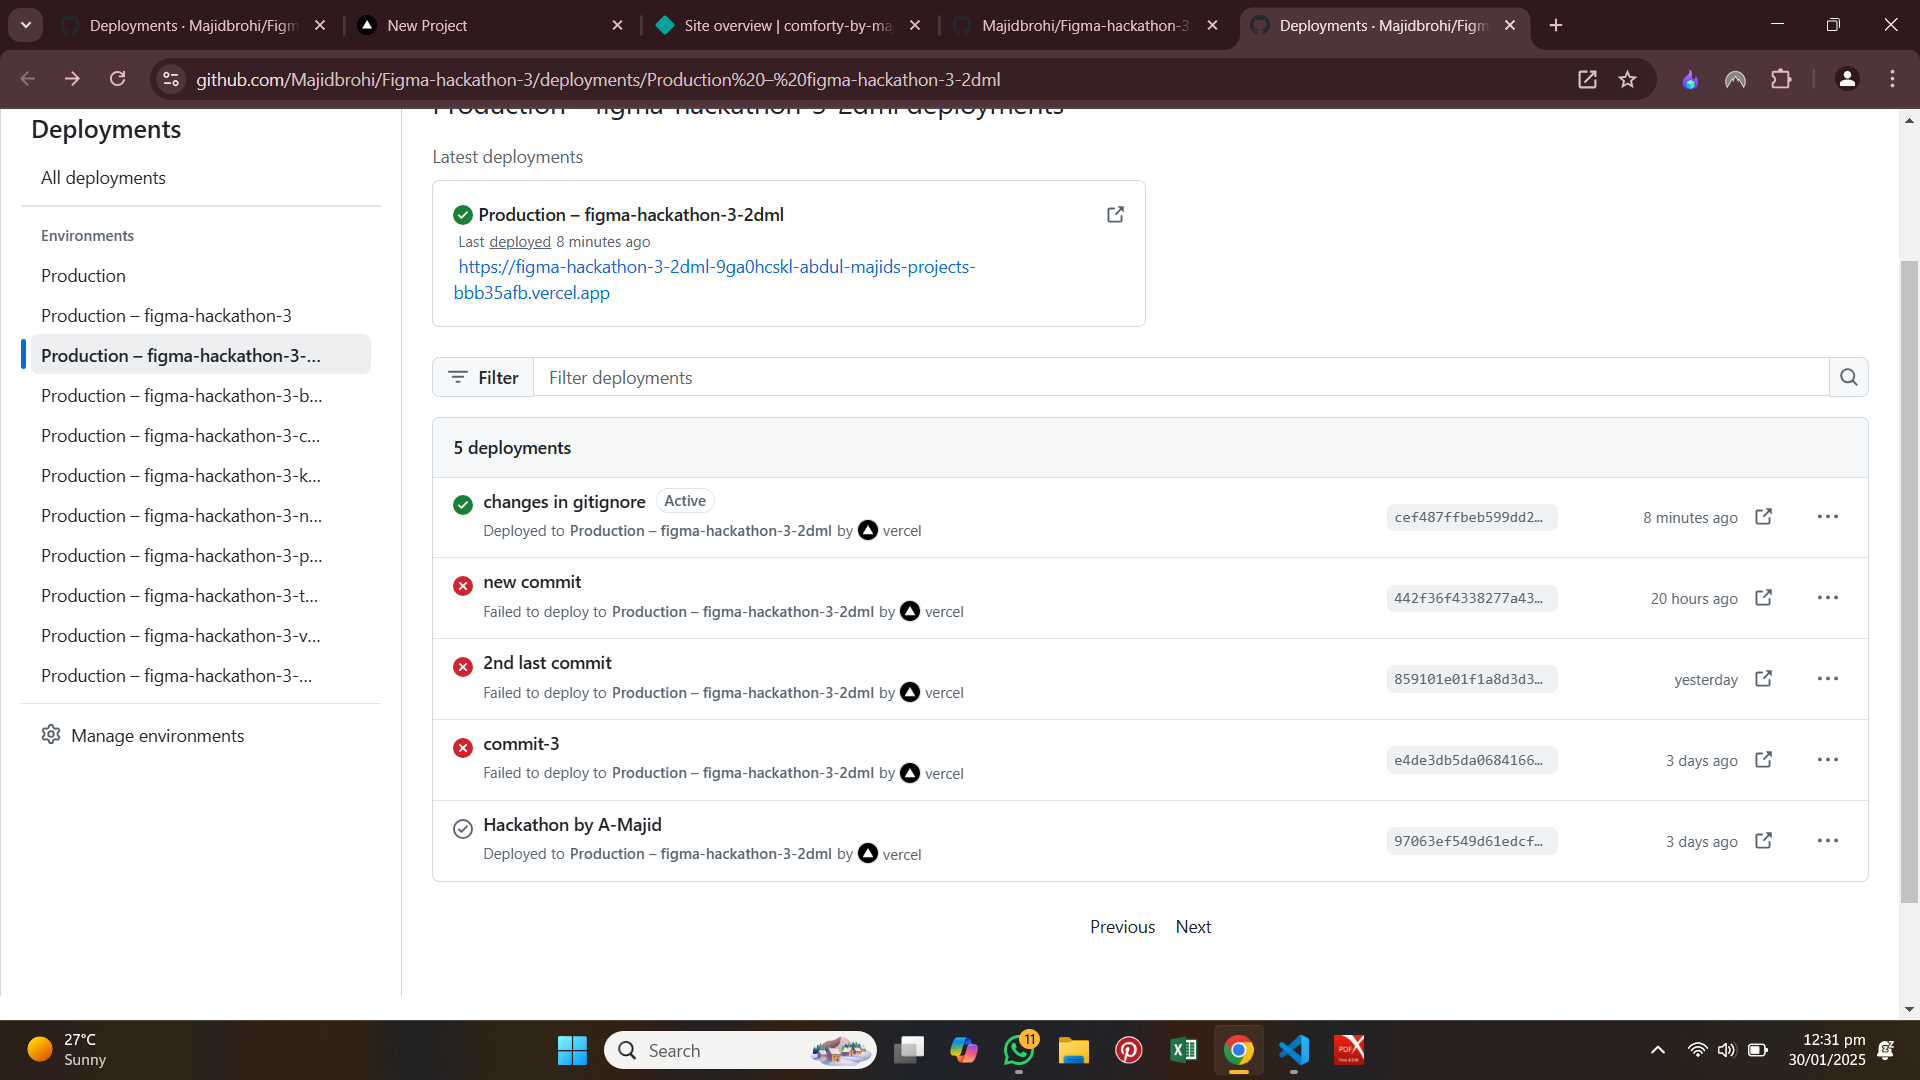 Deployments · Majidbrohi/Figm
New Project
Site overview | comforty-by-ma
Majidbrohi/Figma-hackathon-3
Deployments · Majidbrohi/Figm
github.com/Majidbrohi/Figma-hackathon-3/deployments/Production%20–%20figma-hackathon-3-2dml
Deployments
All deployments
Environments
Production
Production – figma-hackathon-3
Production – figma-hackathon-3-...
Production – figma-hackathon-3-b...
Production – figma-hackathon-3-c...
Production – figma-hackathon-3-k...
Production – figma-hackathon-3-n...
Production – figma-hackathon-3-p...
Production – figma-hackathon-3-t...
Production – figma-hackathon-3-v...
Production – figma-hackathon-3-...
Manage environments
Production – figma-hackathon-3-2dml deployments
Latest deployments
Production – figma-hackathon-3-2dml
Last deployed 8 minutes ago
https://figma-hackathon-3-2dml-9ga0hcskl-abdul-majids-projects-
bbb35afb.vercel.app
Filter
Filter deployments
5 deployments
changes in gitignore Active
Deployed to Production – figma-hackathon-3-2dml by vercel
cef487ffbeb599dd2…
8 minutes ago
new commit
Failed to deploy to Production – figma-hackathon-3-2dml by vercel
442f36f4338277a43…
20 hours ago
2nd last commit
Failed to deploy to Production – figma-hackathon-3-2dml by vercel
859101e01f1a8d3d3…
yesterday
commit-3
Failed to deploy to Production – figma-hackathon-3-2dml by vercel
e4de3db5da0684166…
3 days ago
Hackathon by A-Majid
Deployed to Production – figma-hackathon-3-2dml by vercel
97063ef549d61edcf…
3 days ago
Previous Next
27°C
Sunny
Search
11
PDF X
12:31 pm
30/01/2025